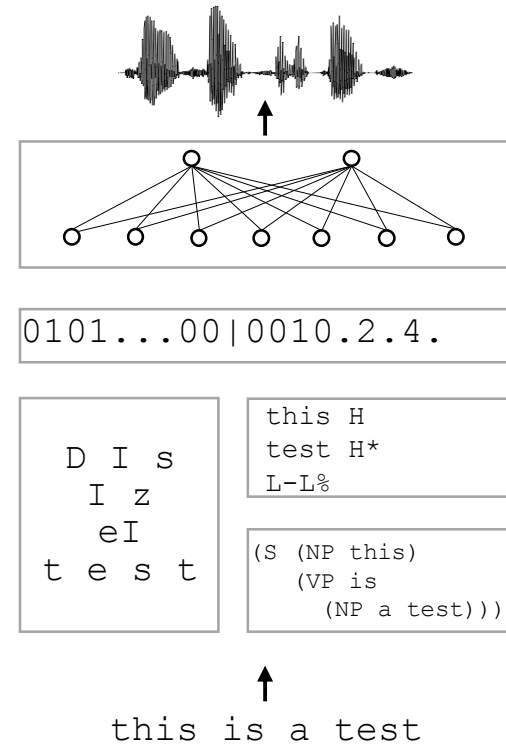 0101...00|0010.2.4.
D I s
I z
eI
t e s t
this H
test H*
L-L%
(S (NP this)
(VP is
(NP a test)))
this is a test